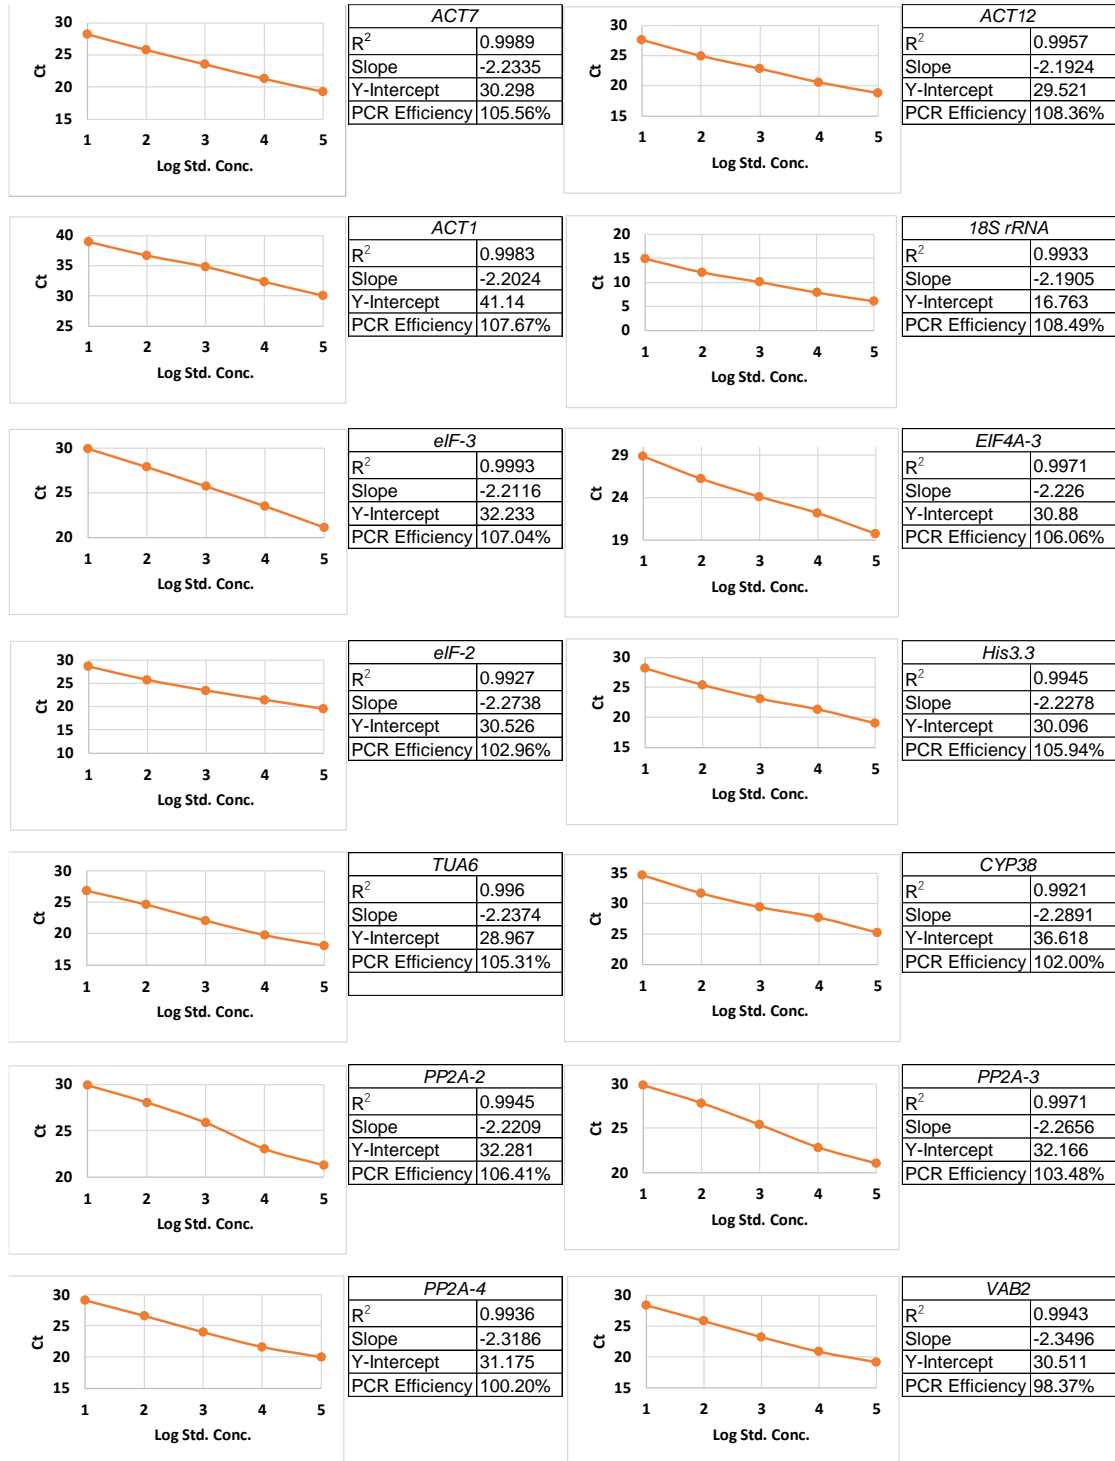 ACT7
R2 0.9989
Slope -2.2335
Y-Intercept 30.298
PCR Efficiency 105.56%
30
25
20
15
Ct
1 2 3 4 5
Log Std. Conc.
ACT12
R2 0.9957
Slope -2.1924
Y-Intercept 29.521
PCR Efficiency 108.36%
30
25
20
15
Ct
1 2 3 4 5
Log Std. Conc.
ACT1
R2 0.9983
Slope -2.2024
Y-Intercept 41.14
PCR Efficiency 107.67%
40
35
30
25
Ct
1 2 3 4 5
Log Std. Conc.
18S rRNA
R2 0.9933
Slope -2.1905
Y-Intercept 16.763
PCR Efficiency 108.49%
20
15
10
5
0
Ct
1 2 3 4 5
Log Std. Conc.
eIF-3
R2 0.9993
Slope -2.2116
Y-Intercept 32.233
PCR Efficiency 107.04%
30
25
20
Ct
1 2 3 4 5
Log Std. Conc.
EIF4A-3
R2 0.9971
Slope -2.226
Y-Intercept 30.88
PCR Efficiency 106.06%
29
24
19
Ct
1 2 3 4 5
Log Std. Conc.
eIF-2
R2 0.9927
Slope -2.2738
Y-Intercept 30.526
PCR Efficiency 102.96%
30
25
20
15
10
Ct
1 2 3 4 5
Log Std. Conc.
His3.3
R2 0.9945
Slope -2.2278
Y-Intercept 30.096
PCR Efficiency 105.94%
30
25
20
15
Ct
1 2 3 4 5
Log Std. Conc.
TUA6
R2 0.996
Slope -2.2374
Y-Intercept 28.967
PCR Efficiency 105.31%
30
25
20
15
Ct
1 2 3 4 5
Log Std. Conc.
CYP38
R2 0.9921
Slope -2.2891
Y-Intercept 36.618
PCR Efficiency 102.00%
35
30
25
20
Ct
1 2 3 4 5
Log Std. Conc.
PP2A-2
R2 0.9945
Slope -2.2209
Y-Intercept 32.281
PCR Efficiency 106.41%
30
25
20
Ct
1 2 3 4 5
Log Std. Conc.
PP2A-3
R2 0.9971
Slope -2.2656
Y-Intercept 32.166
PCR Efficiency 103.48%
30
25
20
Ct
1 2 3 4 5
Log Std. Conc.
PP2A-4
R2 0.9936
Slope -2.3186
Y-Intercept 31.175
PCR Efficiency 100.20%
30
25
20
15
Ct
1 2 3 4 5
Log Std. Conc.
VAB2
R2 0.9943
Slope -2.3496
Y-Intercept 30.511
PCR Efficiency 98.37%
30
25
20
15
Ct
1 2 3 4 5
Log Std. Conc.